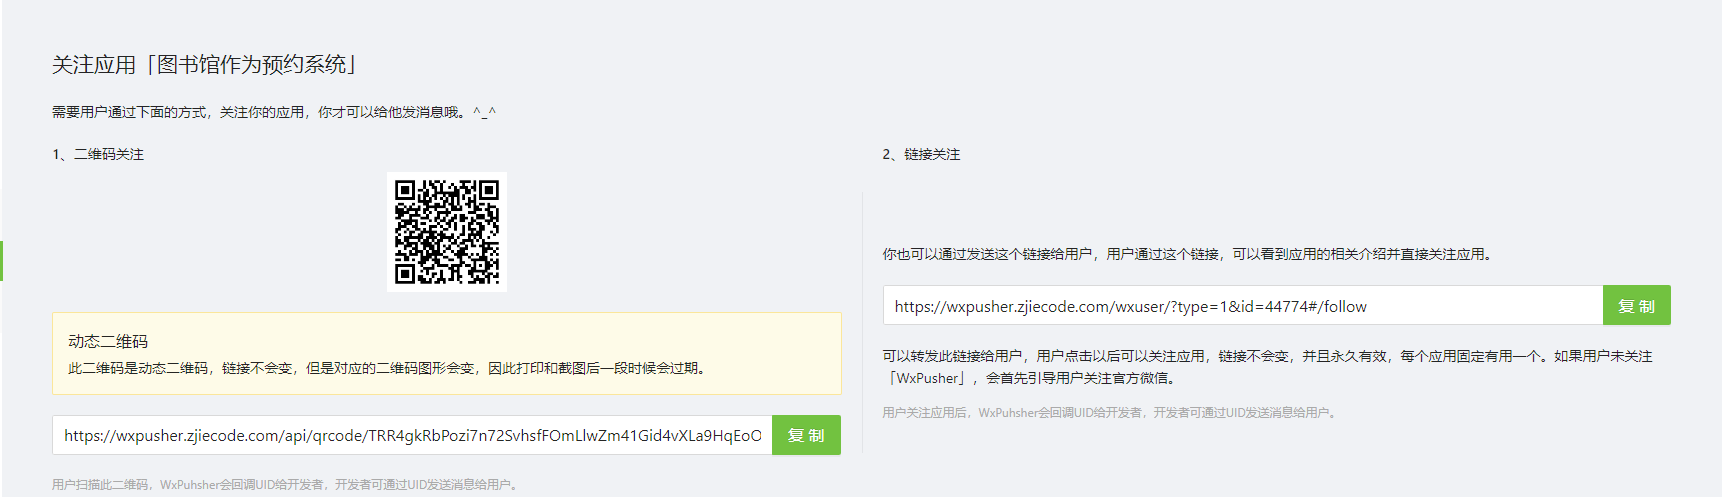 关注应用「图书馆作为预约系统」
需要用户通过下面的方式，关注你的应用，你才可以给他发消息哦。^_^
1、二维码关注
动态二维码
此二维码是动态二维码，链接不会变，但是对应的二维码图形会变，因此打印和截图后一段时候会过期。
https://wxpusher.zjiecode.com/api/qrcode/TRR4gkRbPozi7n72SvhsfFOmLlwZm41Gid4vXLa9HqEoO
复 制
用户扫描此二维码，WxPuhsher会回调UID给开发者，开发者可通过UID发送消息给用户。
2、链接关注
你也可以通过发送这个链接给用户，用户通过这个链接，可以看到应用的相关介绍并直接关注应用。
https://wxpusher.zjiecode.com/wxuser/?type=1&id=44774#/follow
复 制
可以转发此链接给用户，用户点击以后可以关注应用，链接不会变，并且永久有效，每个应用固定有用一个。如果用户未关注
「WxPusher」，会首先引导用户关注官方微信。
用户关注应用后，WxPuhsher会回调UID给开发者，开发者可通过UID发送消息给用户。